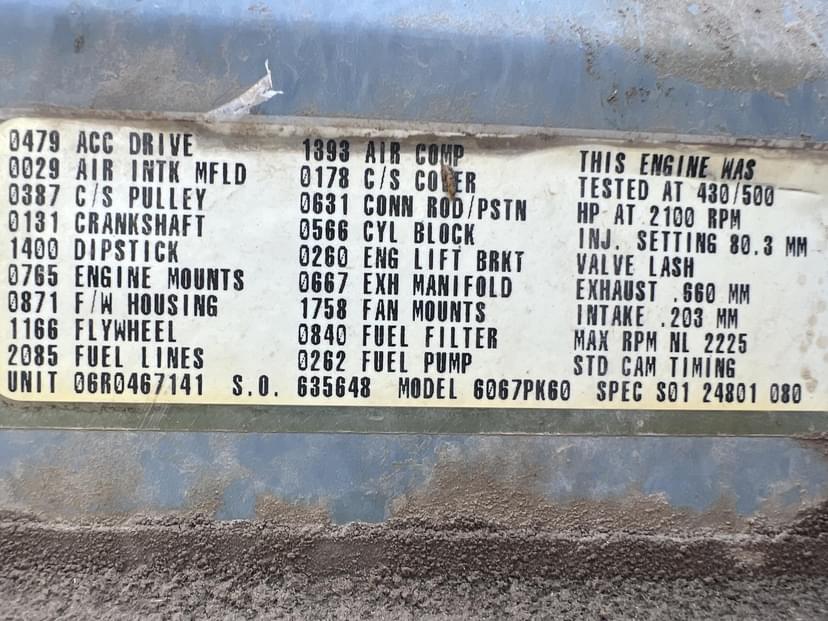 0479 ACC DRIVE
0029 AIR INTK MFLD
0387 C/S PULLEY
0131 CRANKSHAFT
1400 DIPSTICK
0765 ENGINE MOUNTS
0871 F/W HOUSING
1166 FLYWHEEL
2085 FUEL LINES
1393 AIR COMP
0178 C/S COVER
0631 CONN ROD/PSTN
0566 CYL BLOCK
0260 ENG LIFT BRKT
0667 EXH MANIFOLD
1758 FAN MOUNTS
0840 FUEL FILTER
0262 FUEL PUMP
THIS ENGINE WAS
TESTED AT 430/500
HP AT 2100 RPM
INJ. SETTING 80.3 MM
VALVE LASH
EXHAUST .660 MM
INTAKE .203 MM
MAX RPM NL 2225
STD CAM TIMING
UNIT 06R0467141 S.O. 635648 MODEL 6067PK60 SPEC S01 24801 080